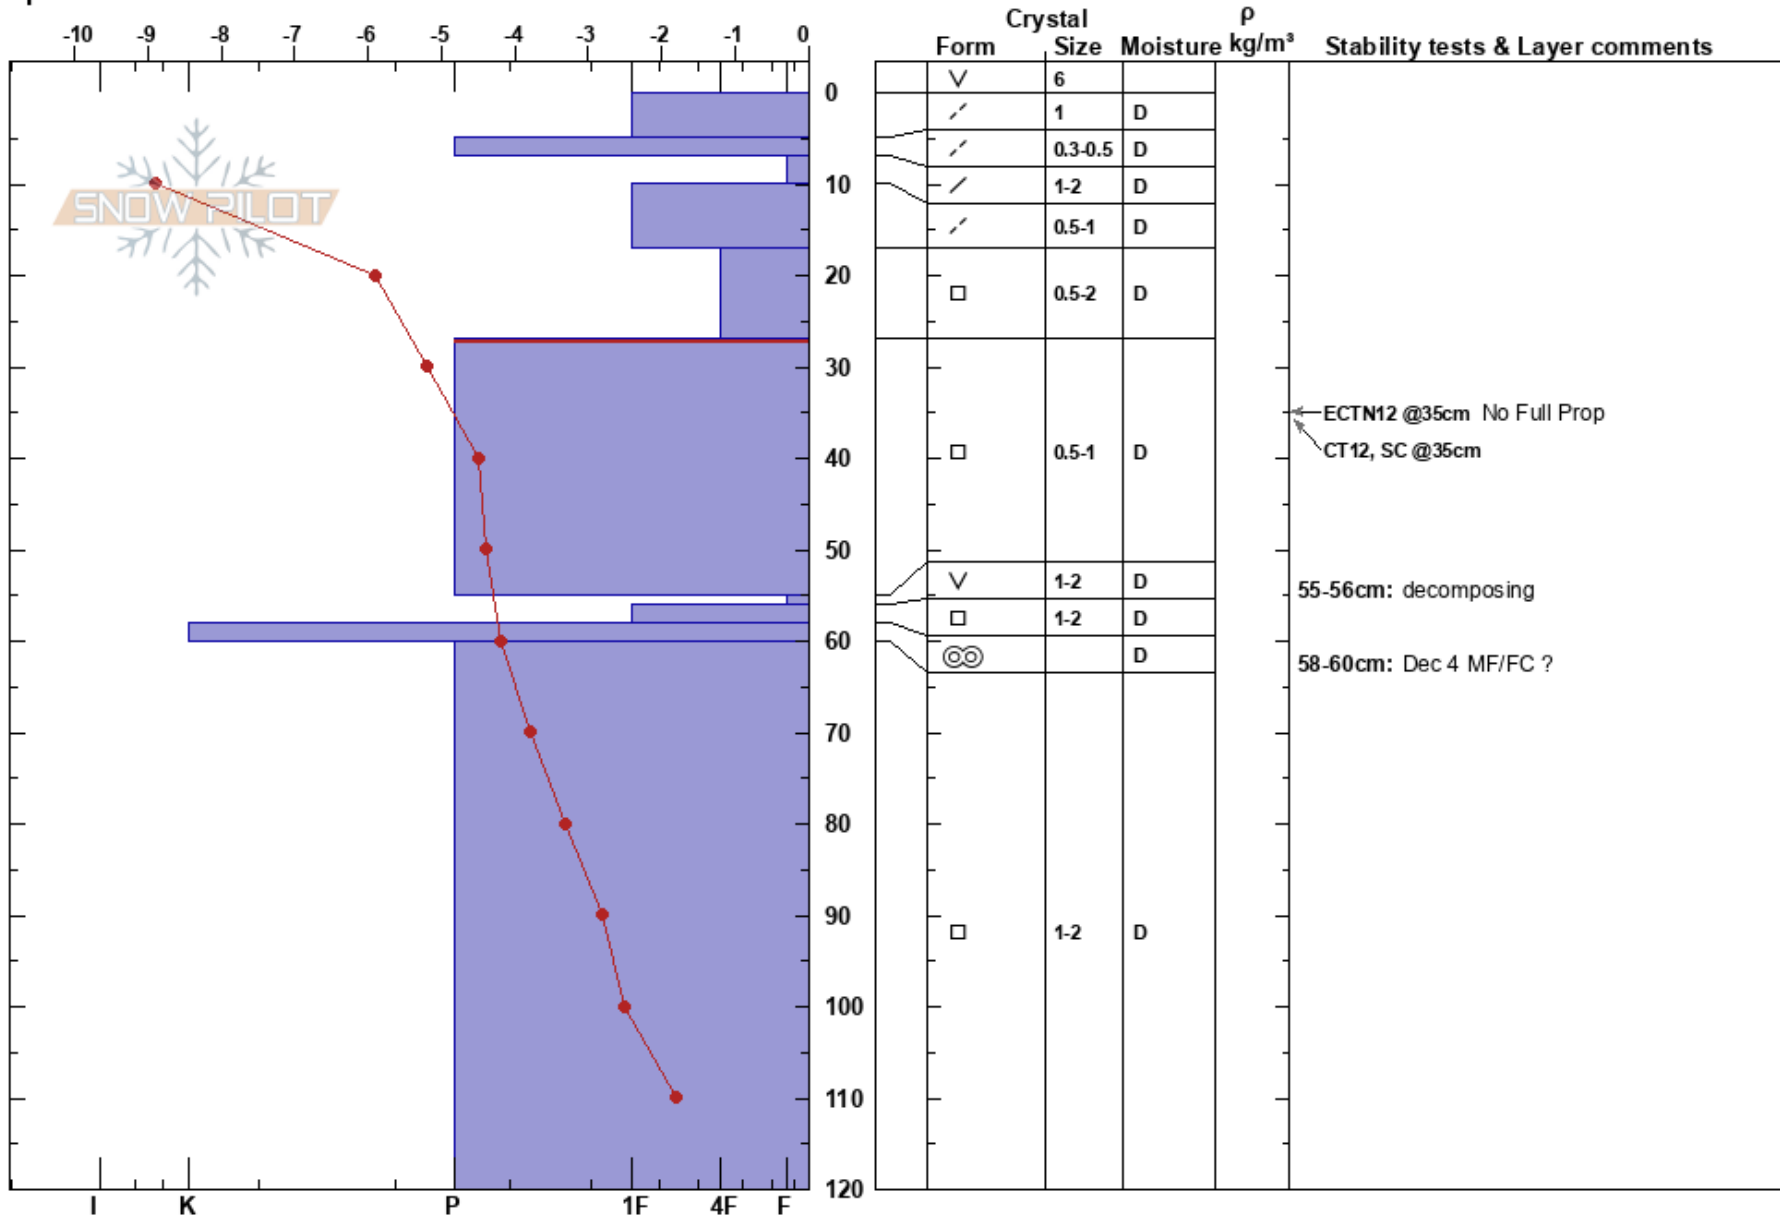 Crystal ρ
-10 -9 -8 -7 -6 -5 -4 -3 -2 -1 0 Form Size Moisture kg/m³ Stability tests & Layer comments
6
0
1 D
0.3-0.5 D
SNOW PILOT 10 1-2 D
0.5-1 D
20
0.5-2 D
30
ECTN12 @35cm No Full Prop
40 0.5-1 D CT12, SC @35cm
50
1-2 D 55-56cm: decomposing
1-2 D
60
D 58-60cm: Dec 4 MF/FC ?
70
80
90
1-2 D
100
110
120
I K P 1F 4F F